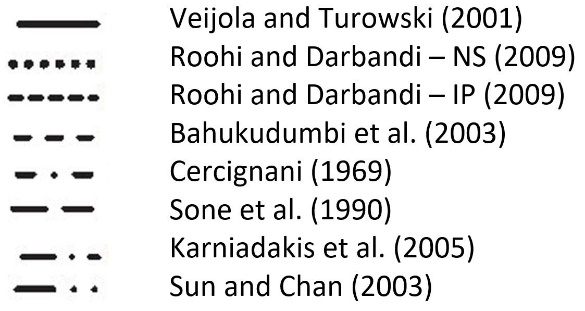 Veijola and Turowski (2001)
Roohi and Darbandi – NS (2009)
Roohi and Darbandi – IP (2009)
Bahukudumbi et al. (2003)
Cercignani (1969)
Sone et al. (1990)
Karniadakis et al. (2005)
Sun and Chan (2003)